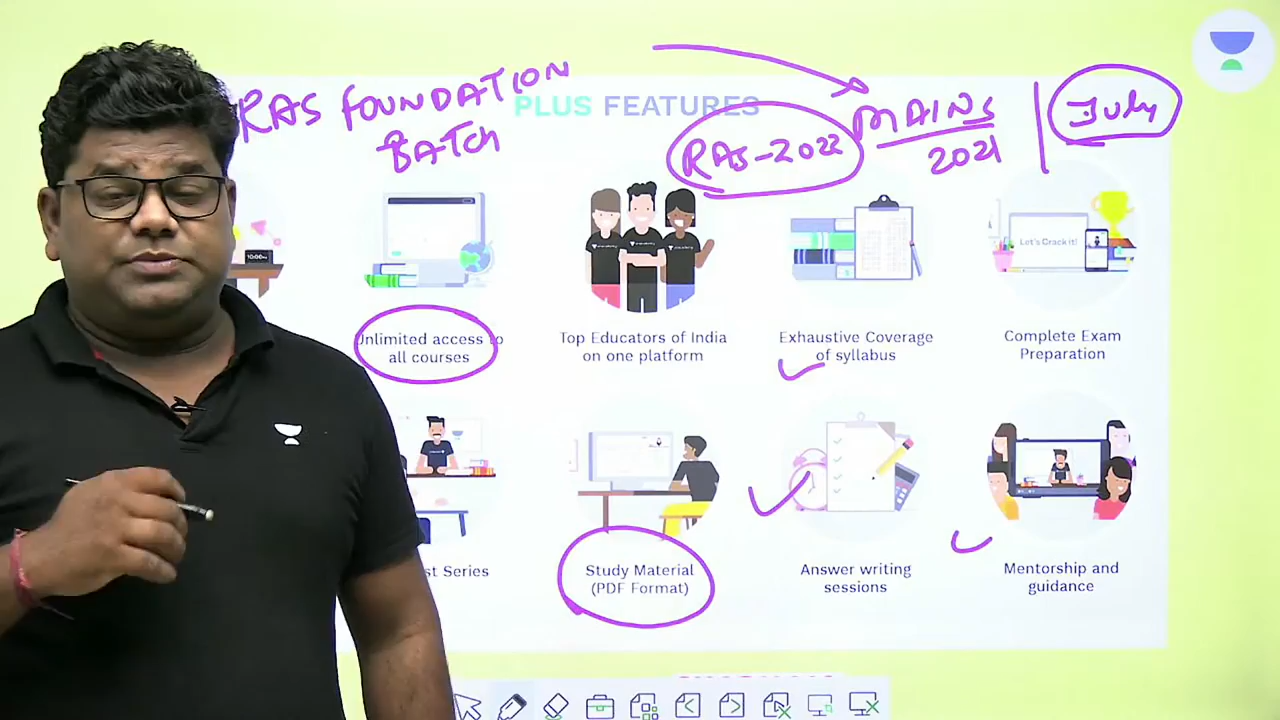 RAS FOUNDATION
BATCH
MAINS
2021
July
RAS-2022
PLUS FEATURES
10:00
Let's Crack it!
Unlimited access to
all courses
Top Educators of India
on one platform
Exhaustive Coverage
of syllabus
Complete Exam
Preparation
Series
Study Material
(PDF Format)
Answer writing
sessions
Mentorship and
guidance